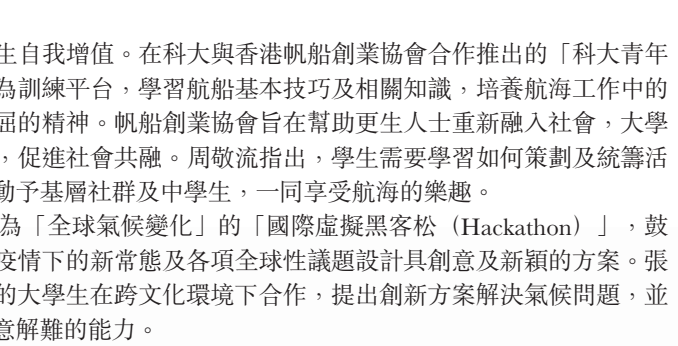 生自我增值。在科大與香港帆船創業協會合作推出的「科大青年
為訓練平台，學習航船基本技巧及相關知識，培養航海工作中的
屈的精神。帆船創業協會旨在幫助更生人士重新融入社會，大學
，促進社會共融。周敬流指出，學生需要學習如何策劃及統籌活
動予基層社群及中學生，一同享受航海的樂趣。
為「全球氣候變化」的「國際虛擬黑客松（Hackathon）」，鼓
疫情下的新常態及各項全球性議題設計具創意及新穎的方案。張
的大學生在跨文化環境下合作，提出創新方案解決氣候問題，並
意解難的能力。